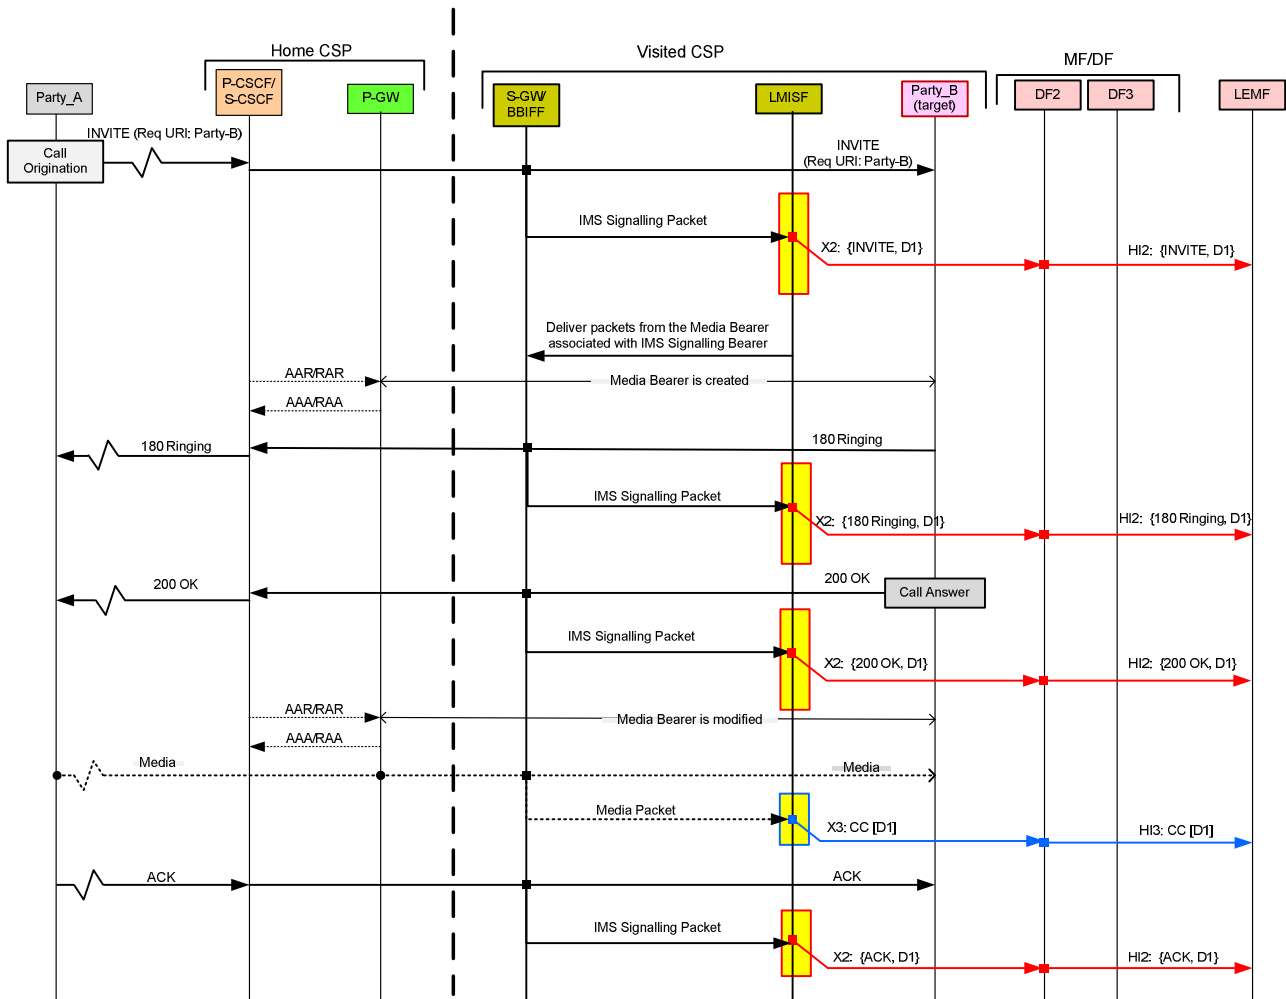 Home CSP
Visited CSP
MF/DF
Party_A
P-CSCF/
S-CSCF
P-GW
S-GW/
BBIFF
LMISF
Party_B
(target)
DF2
DF3
LEMF
INVITE (Req URI: Party-B)
Call
Origination
INVITE
(Req URI: Party-B)
IMS Signalling Packet
X2: {INVITE, D1}
HI2: {INVITE, D1}
Deliver packets from the Media Bearer
associated with IMS Signalling Bearer
AAR/RAR
Media Bearer is created
AAA/RAA
180 Ringing
180 Ringing
IMS Signalling Packet
X2: {180 Ringing, D1}
HI2: {180 Ringing, D1}
200 OK
200 OK
Call Answer
IMS Signalling Packet
X2: {200 OK, D1}
HI2: {200 OK, D1}
AAR/RAR
Media Bearer is modified
AAA/RAA
Media
Media
Media Packet
X3: CC [D1]
HI3: CC [D1]
ACK
ACK
IMS Signalling Packet
X2: {ACK, D1}
HI2: {ACK, D1}